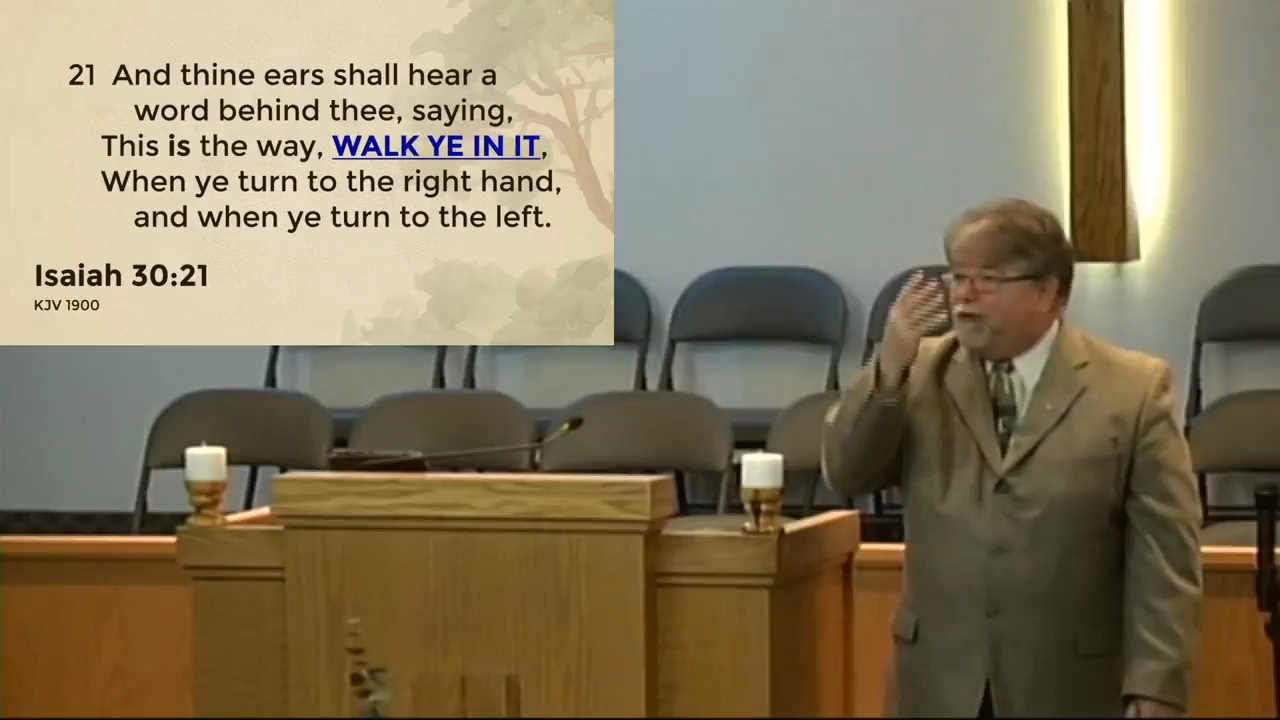 21 And thine ears shall hear a
word behind thee, saying,
This is the way, WALK YE IN IT,
When ye turn to the right hand,
and when ye turn to the left.
Isaiah 30:21
KJV 1900